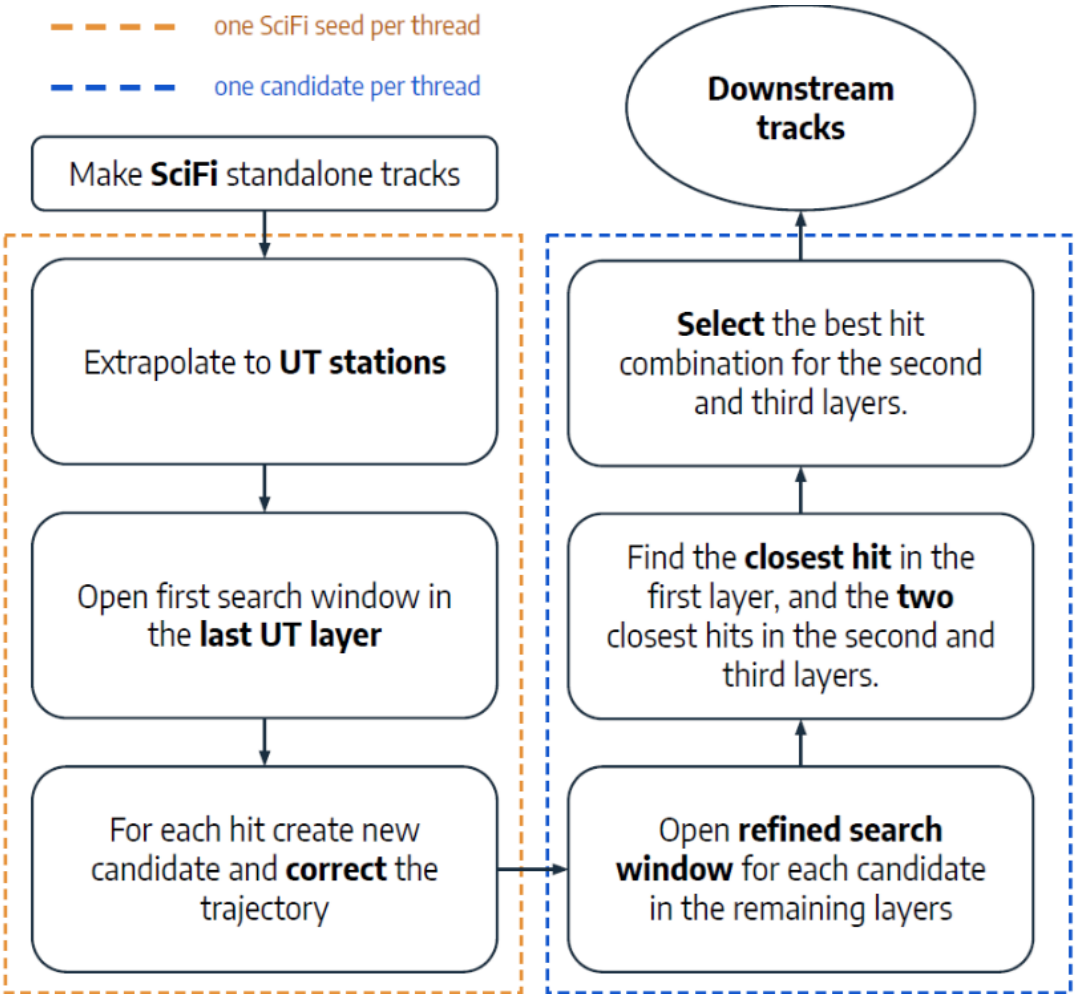 one SciFi seed per thread
one candidate per thread
Make SciFi standalone tracks
Extrapolate to UT stations
Open first search window in
the last UT layer
For each hit create new
candidate and correct the
trajectory
Open refined search
window for each candidate
in the remaining layers
Find the closest hit in the
first layer, and the two
closest hits in the second and
third layers.
Select the best hit
combination for the second
and third layers.
Downstream
tracks